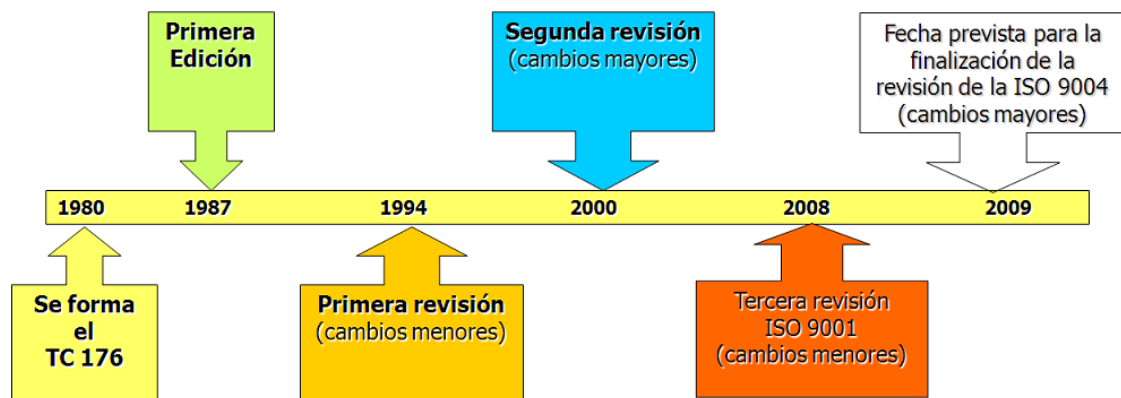 Primera
Edición
Segunda revisión
(cambios mayores)
Fecha prevista para la
finalización de la
revisión de la ISO 9004
(cambios mayores)
1980 1987 1994 2000 2008 2009
Se forma
el
TC 176
Primera revisión
(cambios menores)
Tercera revisión
ISO 9001
(cambios menores)